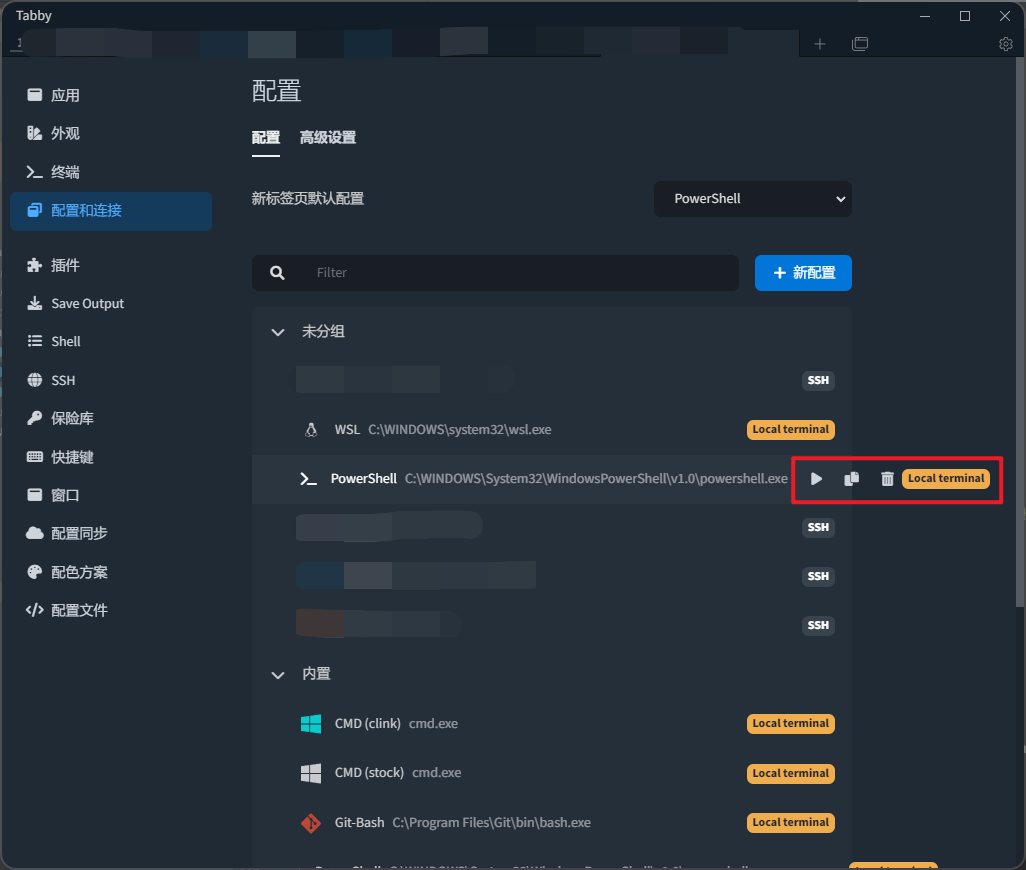 Tabby
1
应用
外观
终端
配置和连接
插件
Save Output
Shell
SSH
保险库
快捷键
窗口
配置同步
配色方案
配置文件
配置
配置 高级设置
新标签页默认配置 PowerShell
Filter 新配置
未分组
SSH
WSL C:\WINDOWS\system32\wsl.exe Local terminal
PowerShell C:\WINDOWS\System32\WindowsPowerShell\v1.0\powershell.exe Local terminal
SSH
SSH
SSH
内置
CMD (clink) cmd.exe Local terminal
CMD (stock) cmd.exe Local terminal
Git-Bash C:\Program Files\Git\bin\bash.exe Local terminal